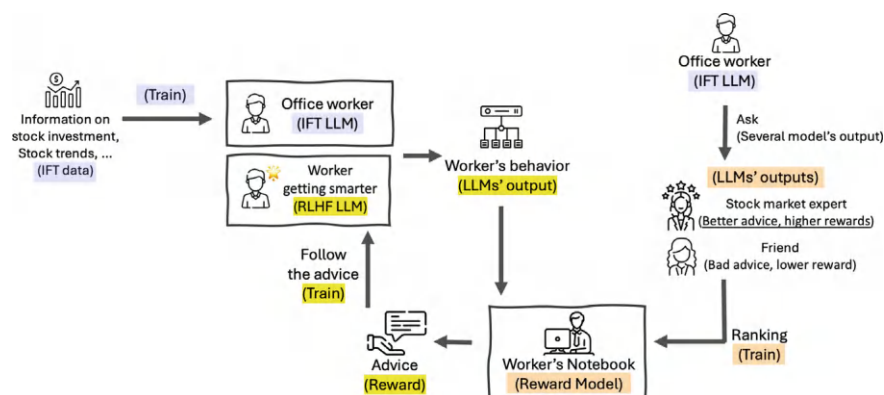 Information on
stock investment,
Stock trends, ...
(IFT data)
(Train)
Office worker
(IFT LLM)
Worker
getting smarter
(RLHF LLM)
Follow
the advice
(Train)
Worker's behavior
(LLMs' output)
Advice
(Reward)
Worker's Notebook
(Reward Model)
Office worker
(IFT LLM)
Ask
(Several model's output)
(LLMs' outputs)
Stock market expert
(Better advice, higher rewards)
Friend
(Bad advice, lower reward)
Ranking
(Train)